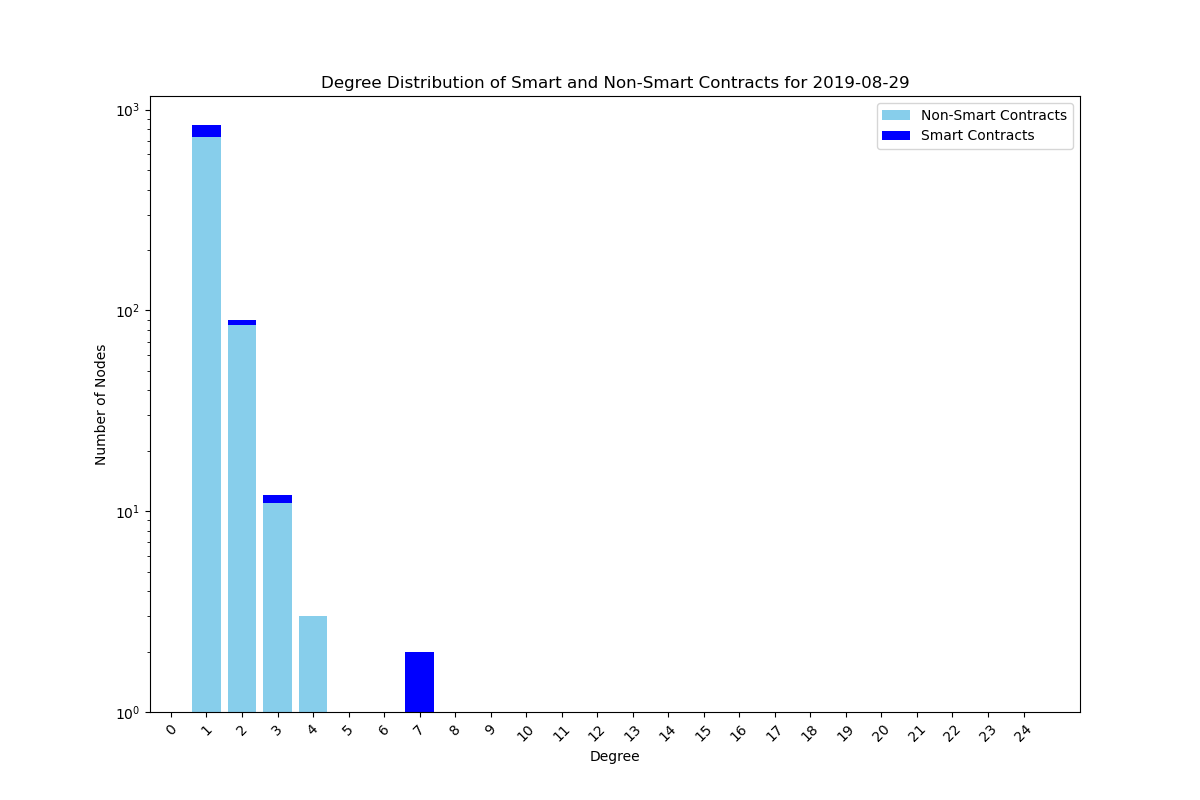 Degree Distribution of Smart and Non-Smart Contracts for 2019-08-29
Non-Smart Contracts
Smart Contracts
Number of Nodes
10³
10²
10¹
10⁰
0 1 2 3 4 5 6 7 8 9 10 11 12 13 14 15 16 17 18 19 20 21 22 23 24
Degree